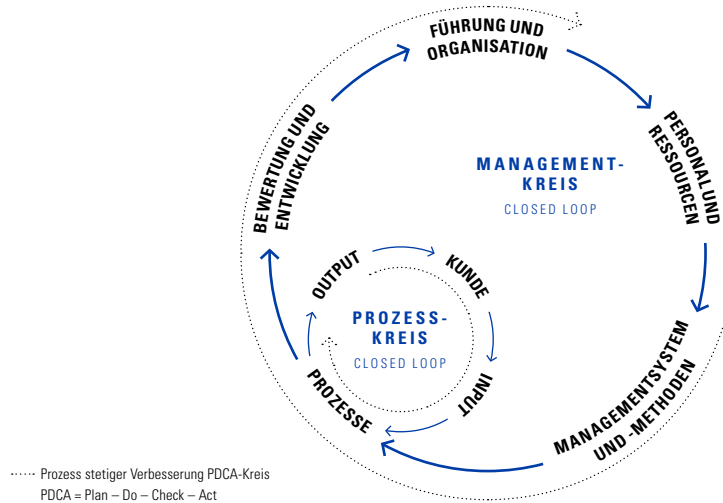 FÜHRUNG UND
ORGANISATION
PERSONAL UND
RESSOURCEN
MANAGEMENTSYSTEM
UND -METHODEN
BEWERTUNG UND
ENTWICKLUNG
MANAGEMENT-
KREIS
CLOSED LOOP
OUTPUT
KUNDE
INPUT
PROZESSE
PROZESS-
KREIS
CLOSED LOOP
Prozess stetiger Verbesserung PDCA-Kreis
PDCA = Plan – Do – Check – Act